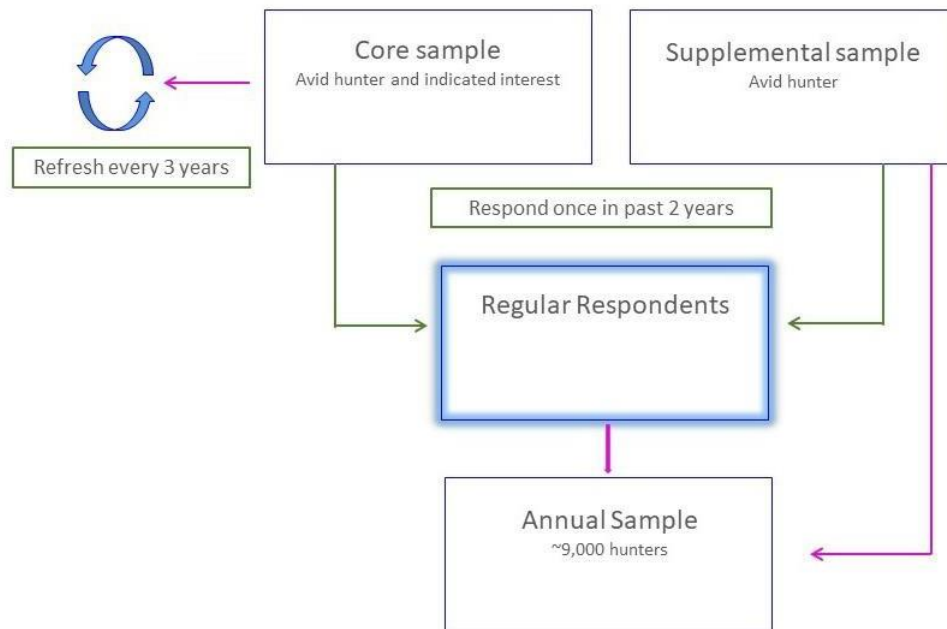 Core sample
Avid hunter and indicated interest
Supplemental sample
Avid hunter
Refresh every 3 years
Respond once in past 2 years
Regular Respondents
Annual Sample
~9,000 hunters